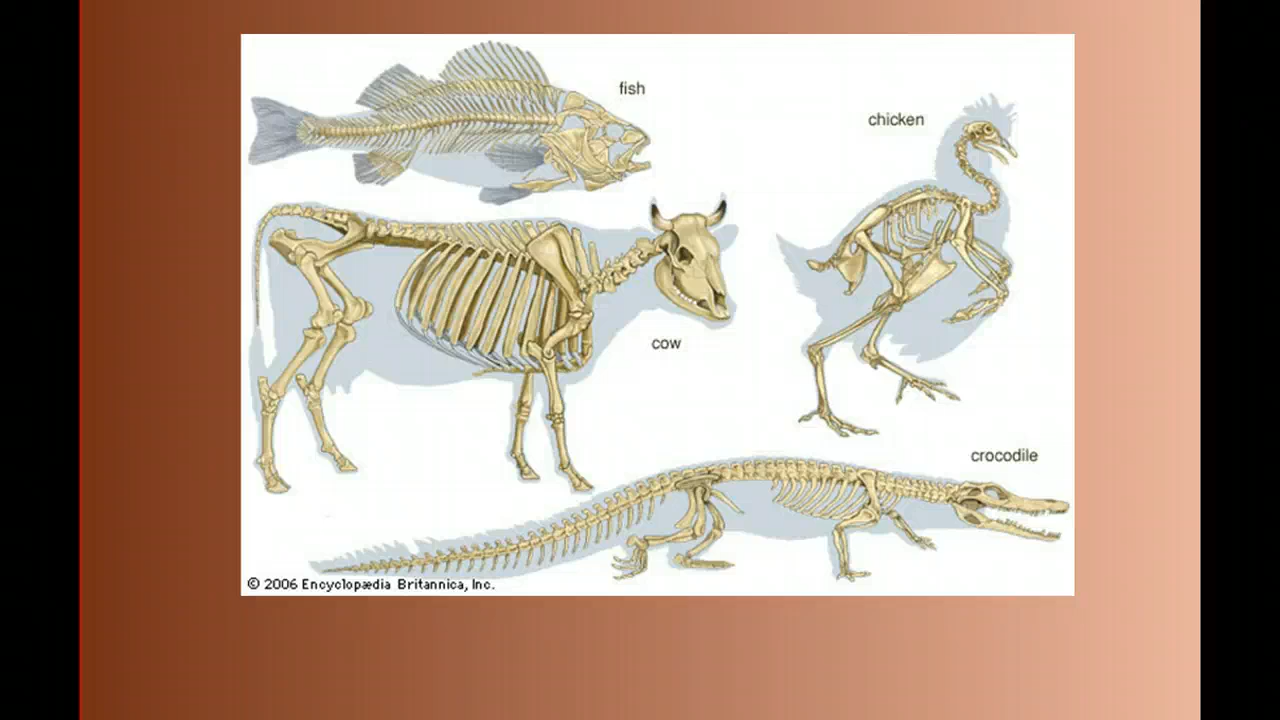 fish
chicken
cow
crocodile
© 2006 Encyclopædia Britannica, Inc.